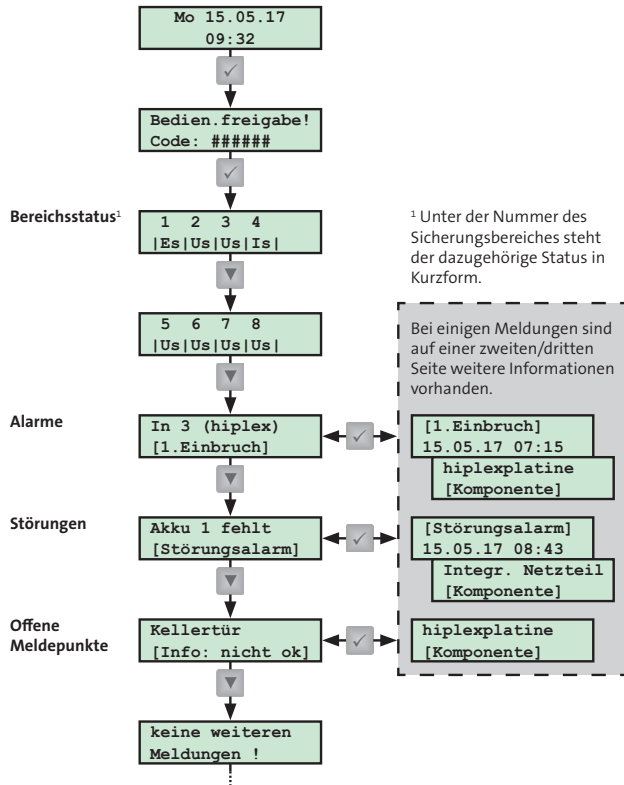 Mo 15.05.17
09:32
Bedien.freigabe!
Code: ######
Bereichsstatus¹
1 2 3 4
|Es|Us|Us|Is|
¹ Unter der Nummer des
Sicherungsbereiches steht
der dazugehörige Status in
Kurzform.
5 6 7 8
|Us|Us|Us|Us|
Bei einigen Meldungen sind
auf einer zweiten/dritten
Seite weitere Informationen
vorhanden.
Alarme
In 3 (hiplex)
[1.Einbruch]
[1.Einbruch]
15.05.17 07:15
hiplexplatine
[Komponente]
Störungen
Akku 1 fehlt
[Störungsalarm]
[Störungsalarm]
15.05.17 08:43
Integr. Netzteil
[Komponente]
Offene
Meldepunkte
Kellertür
[Info: nicht ok]
hiplexplatine
[Komponente]
keine weiteren
Meldungen !